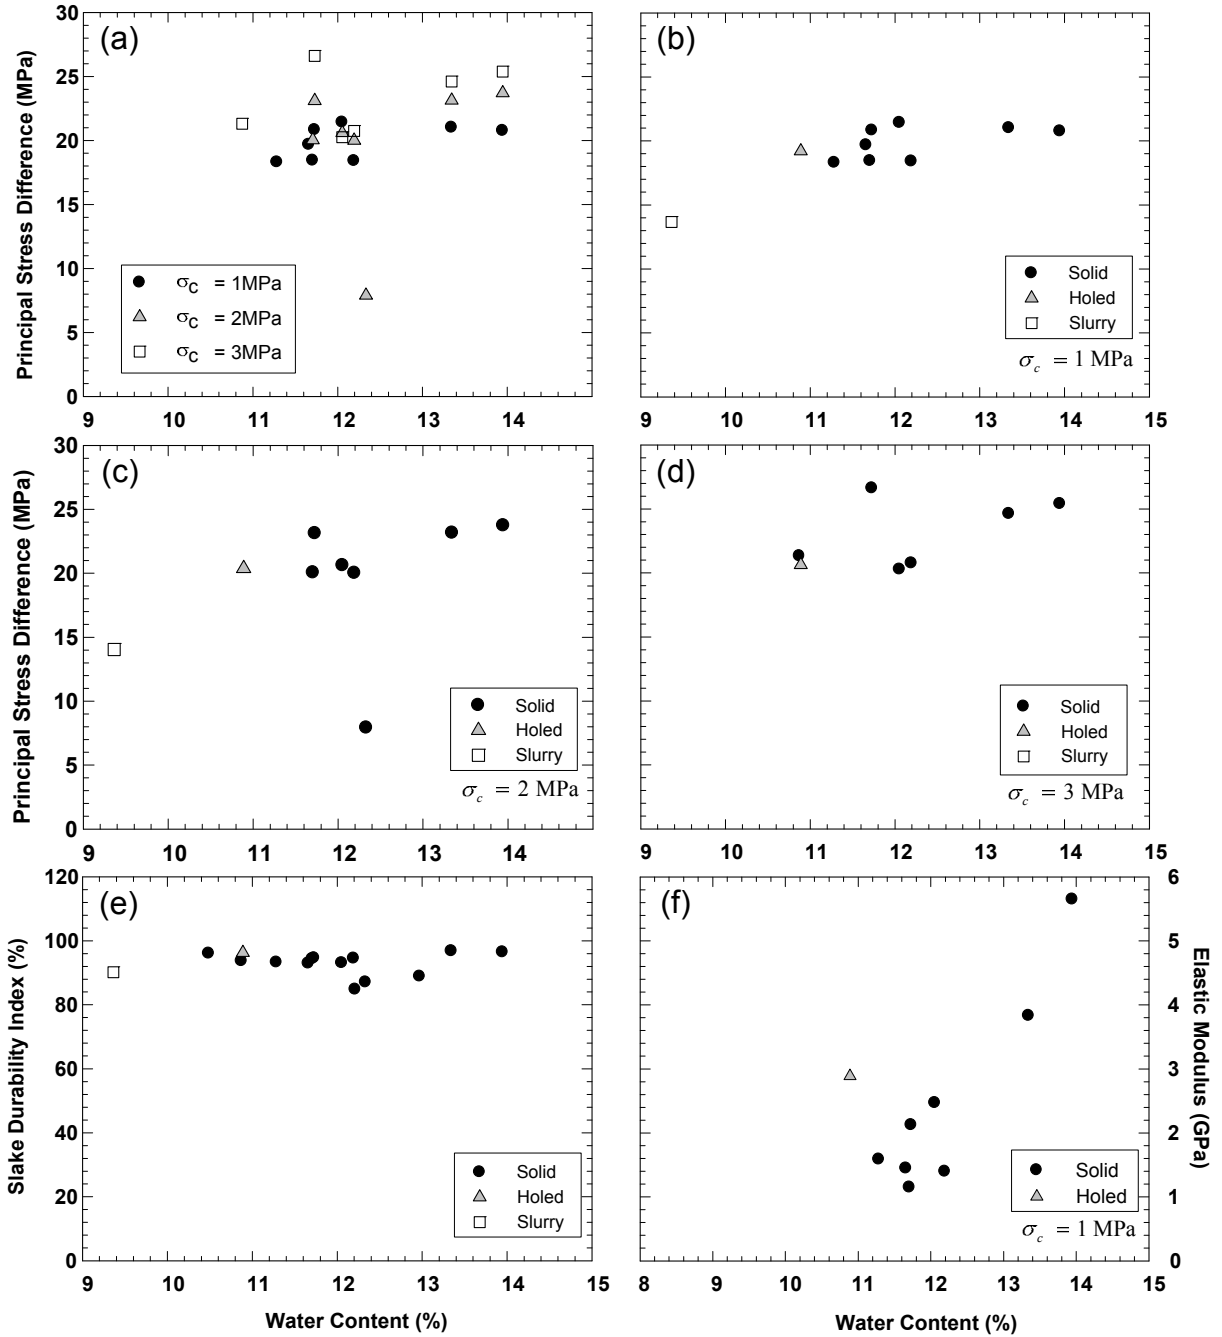 (a)
Principal Stress Difference (MPa)
30
25
20
15
10
5
0
σC = 1MPa
σC = 2MPa
σC = 3MPa
9 10 11 12 13 14
(b)
Solid
Holed
Slurry
σc = 1 MPa
9 10 11 12 13 14 15
(c)
Principal Stress Difference (MPa)
30
25
20
15
10
5
0
Solid
Holed
Slurry
σc = 2 MPa
9 10 11 12 13 14
(d)
Solid
Holed
Slurry
σc = 3 MPa
9 10 11 12 13 14 15
(e)
Slake Durability Index (%)
120
100
80
60
40
20
0
Solid
Holed
Slurry
9 10 11 12 13 14 15
Water Content (%)
(f)
6
5
4
3
2
1
0
Elastic Modulus (GPa)
Solid
Holed
σc = 1 MPa
8 9 10 11 12 13 14 15
Water Content (%)